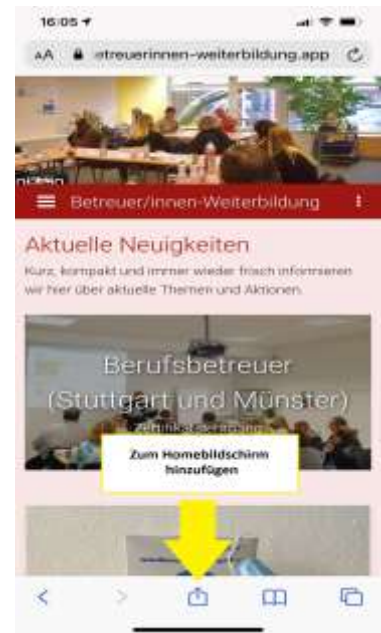 16:05
AA etreuerinnen-weiterbildung.app
Betreuer/innen-Weiterbildung
Aktuelle Neuigkeiten
Kurz, kompakt und immer wieder frisch informieren
wir hier über aktuelle Themen und Aktionen.
Berufsbetreuer
(Stuttgart und Münster)
Zum Homebildschirm
hinzufügen